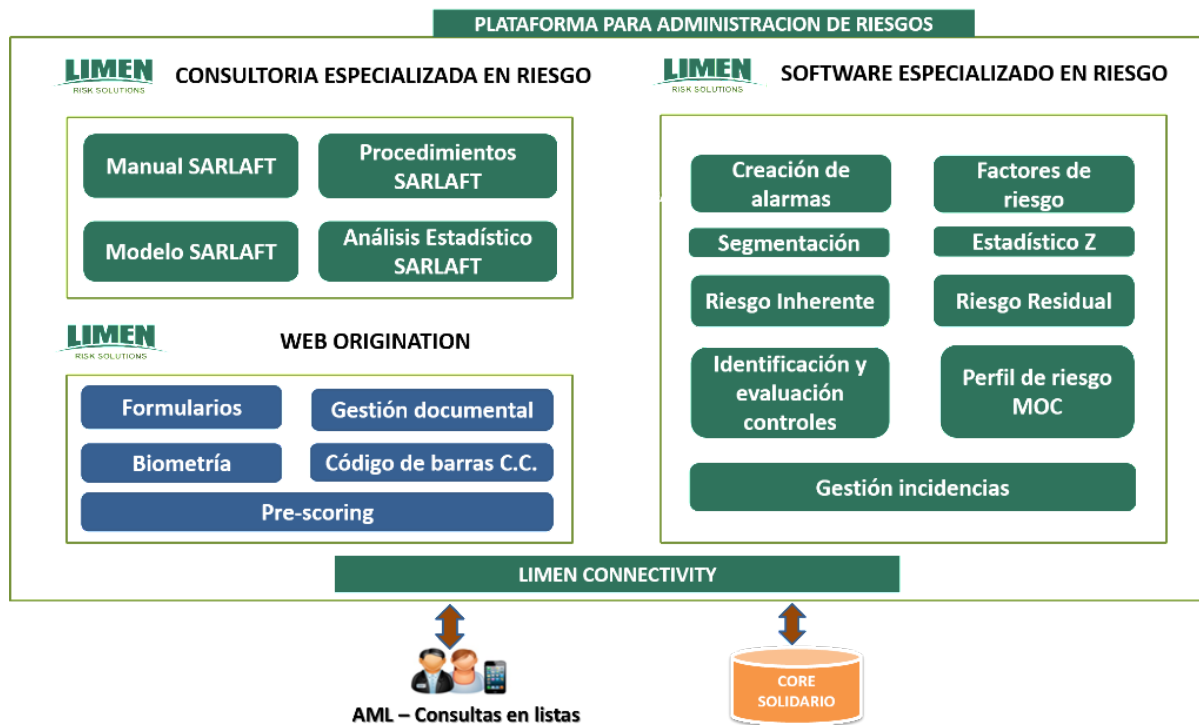 PLATAFORMA PARA ADMINISTRACION DE RIESGOS
LIMEN
RISK SOLUTIONS
CONSULTORIA ESPECIALIZADA EN RIESGO
Manual SARLAFT
Procedimientos
SARLAFT
Modelo SARLAFT
Análisis Estadístico
SARLAFT
LIMEN
RISK SOLUTIONS
WEB ORIGINATION
Formularios
Gestión documental
Biometría
Código de barras C.C.
Pre-scoring
LIMEN
RISK SOLUTIONS
SOFTWARE ESPECIALIZADO EN RIESGO
Creación de
alarmas
Factores de
riesgo
Segmentación
Estadístico Z
Riesgo Inherente
Riesgo Residual
Identificación y
evaluación
controles
Perfil de riesgo
MOC
Gestión incidencias
LIMEN CONNECTIVITY
AML – Consultas en listas
CORE
SOLIDARIO